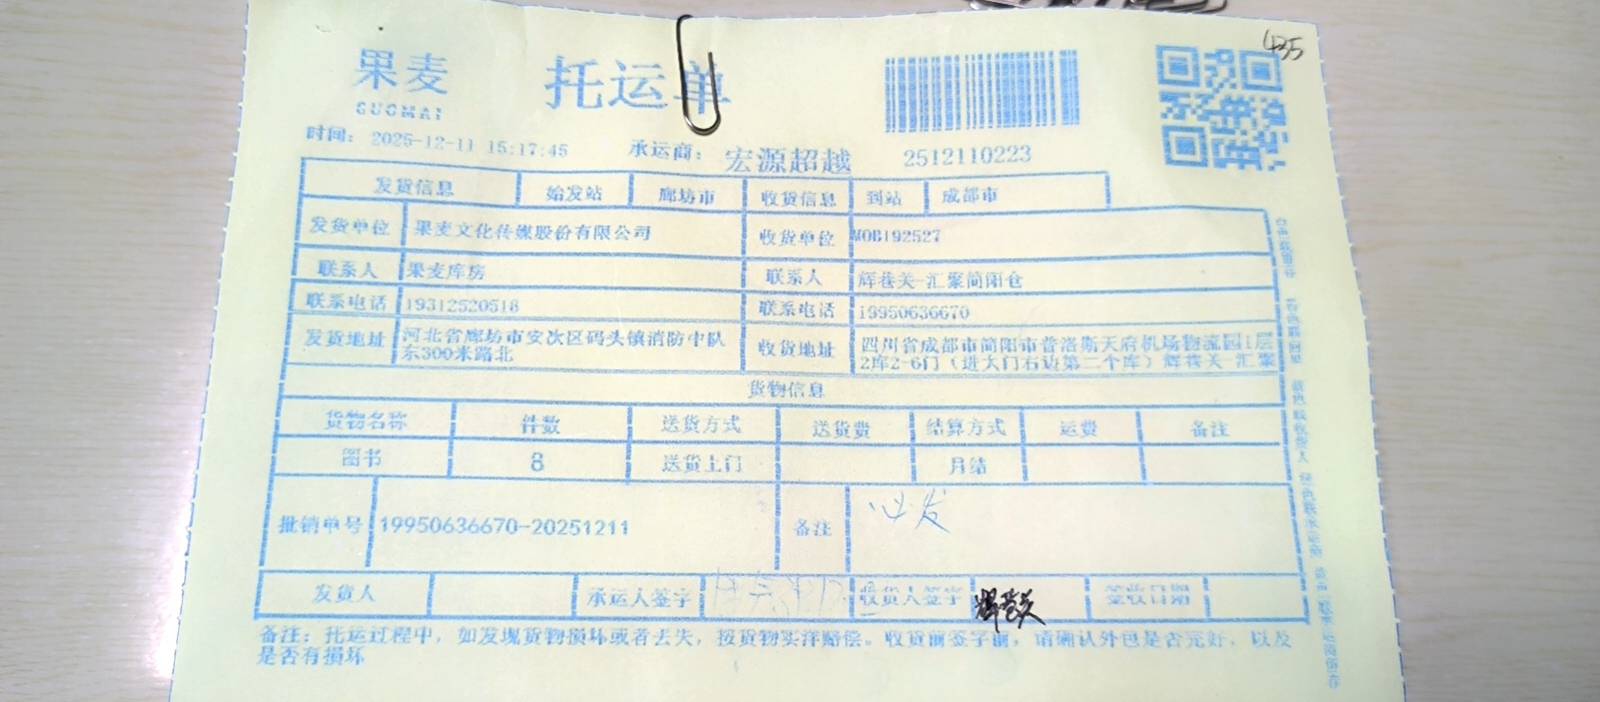 果麦
GUOMAI
托运单
435
时间： 2025-12-11 15:17:45 承运商： 宏源超越 2512110223
发货信息 始发站 廊坊市 收货信息 到站 成都市
发货单位 果麦文化传媒股份有限公司 收货单位 WOB192527
联系人 果麦库房 联系人 辉巷关-汇聚简阳仓
联系电话 19312520518 联系电话 19950636670
发货地址 河北省廊坊市安次区码头镇消防中队东300米路北 收货地址 四川省成都市简阳市普洛斯天府机场物流园1层2库2-6门（进大门右边第二个库）辉巷关-汇聚
货物信息
货物名称 件数 送货方式 送货费 结算方式 运费 备注
图书 8 送货上门 月结
批销单号 19950636670-20251211 备注 必发
发货人 承运人签字 收货人签字 辉巷关 签收日期
备注：托运过程中，如发现货物损坏或者丢失，按货物实洋赔偿。收货前签字前，请确认外包是否完好，以及
是否有损坏